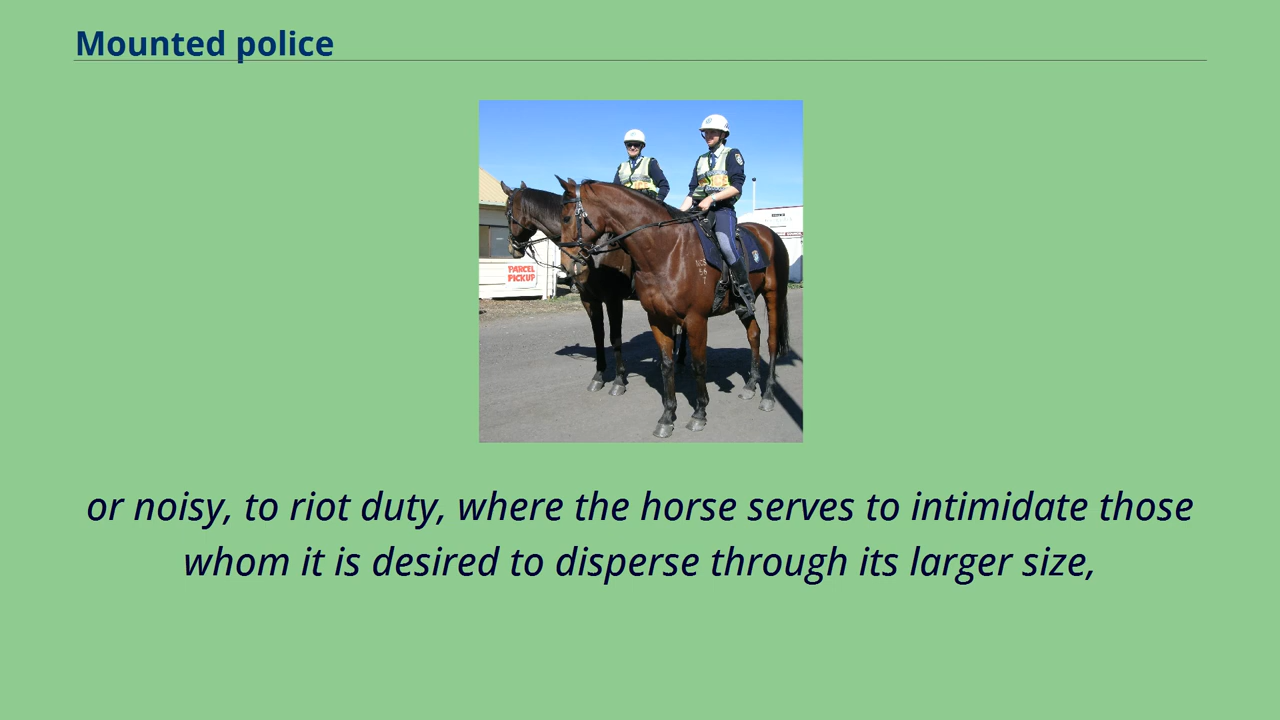 Mounted police
PARCEL
PICKUP
or noisy, to riot duty, where the horse serves to intimidate those
whom it is desired to disperse through its larger size,